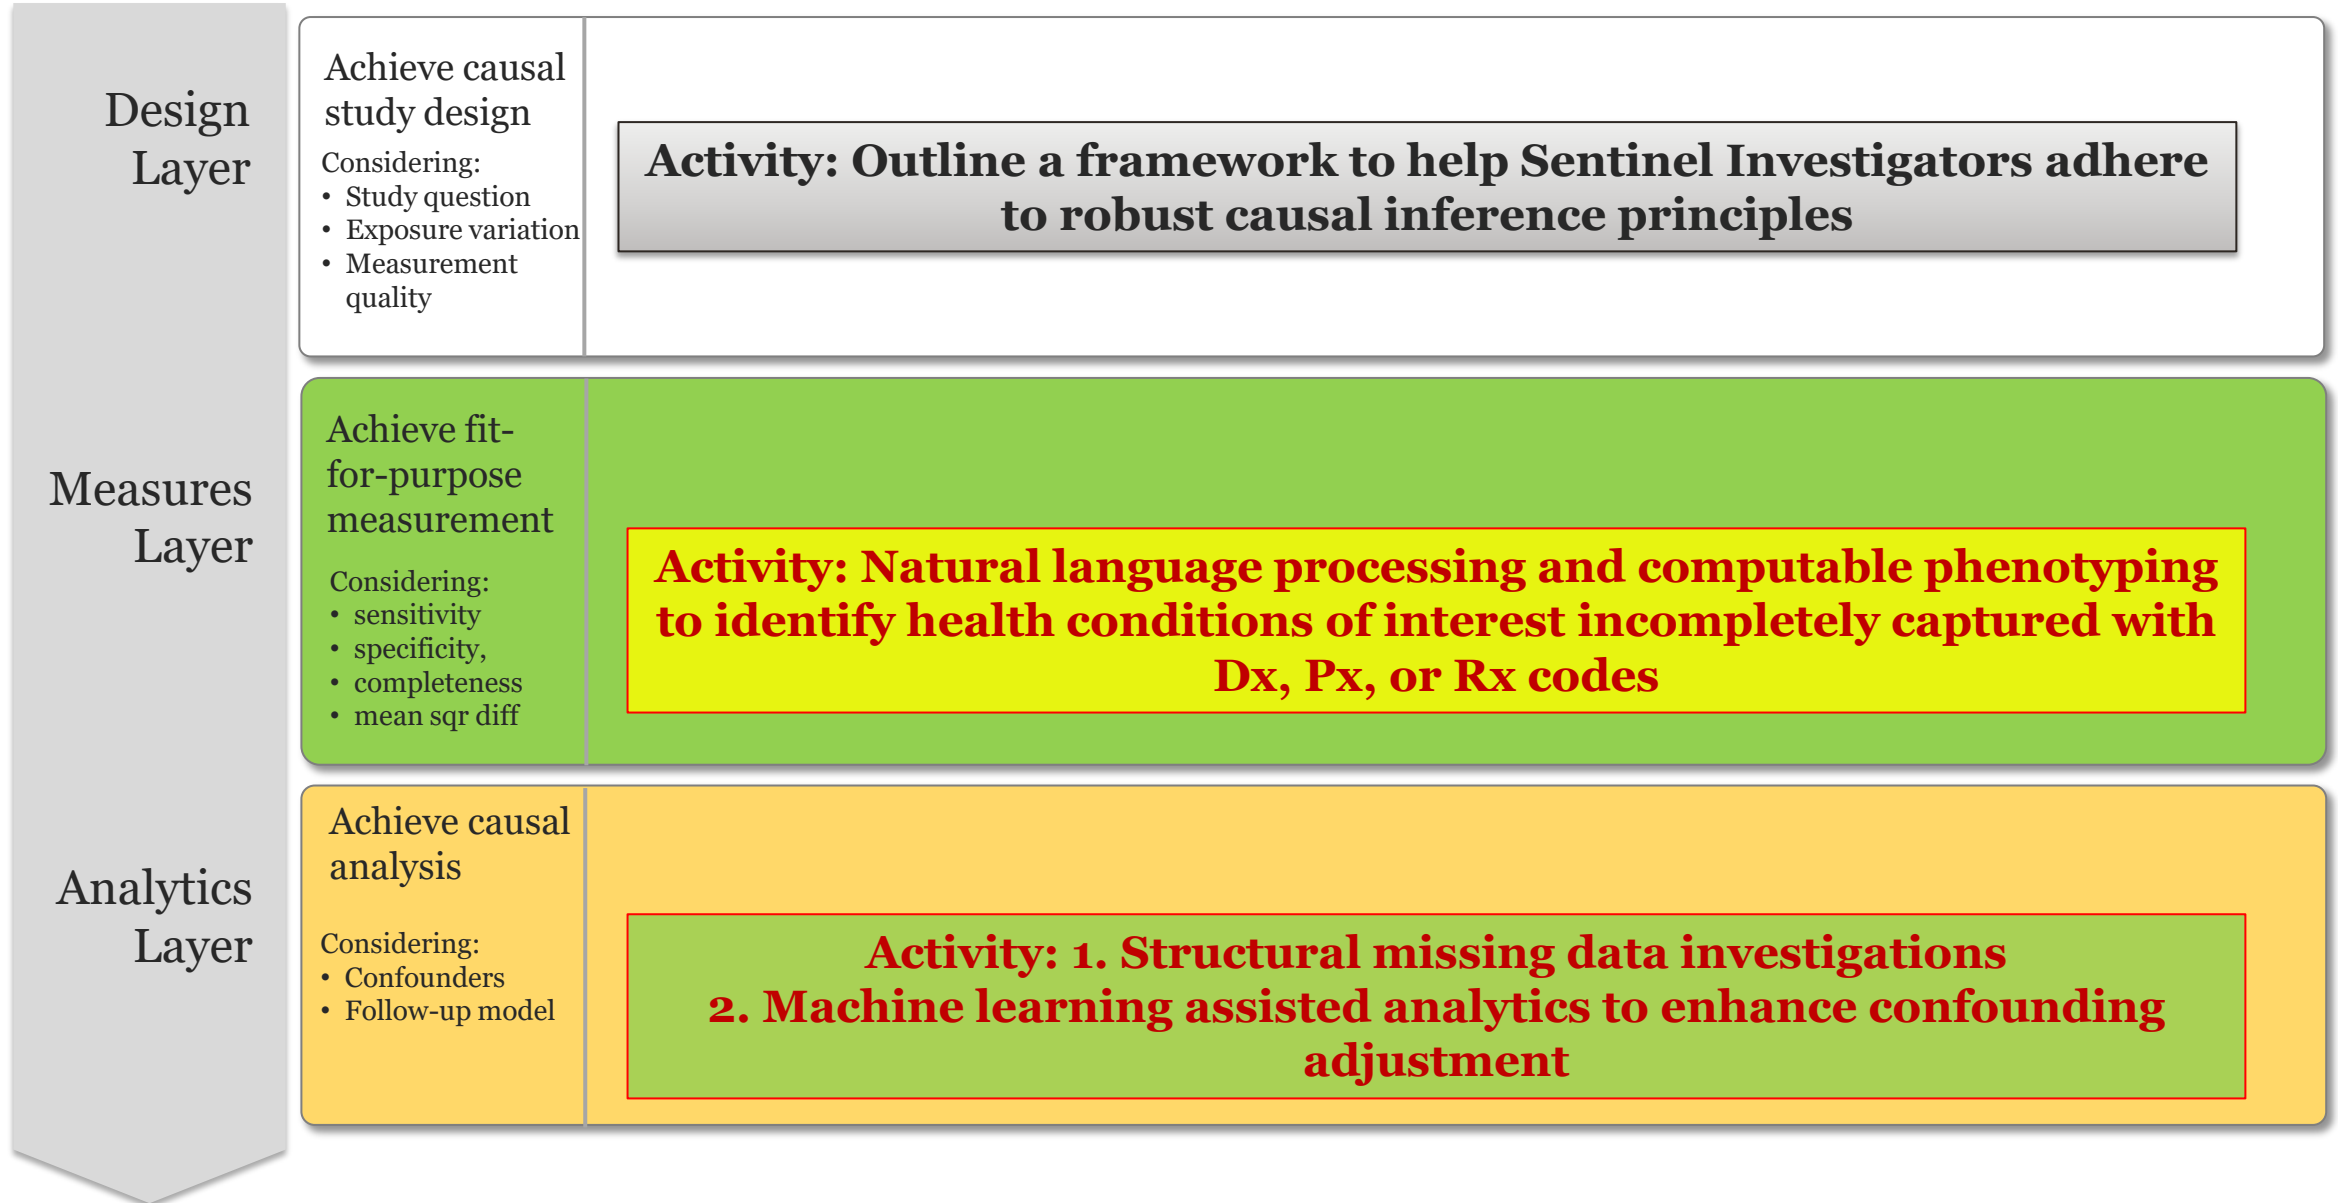 Design
Layer
Achieve causal
study design
Considering:
• Study question
• Exposure variation
• Measurement
quality
Activity: Outline a framework to help Sentinel Investigators adhere
to robust causal inference principles
Measures
Layer
Achieve fit-
for-purpose
measurement
Considering:
• sensitivity
• specificity,
• completeness
• mean sqr diff
Activity: Natural language processing and computable phenotyping
to identify health conditions of interest incompletely captured with
Dx, Px, or Rx codes
Analytics
Layer
Achieve causal
analysis
Considering:
• Confounders
• Follow-up model
Activity: 1. Structural missing data investigations
2. Machine learning assisted analytics to enhance confounding
adjustment